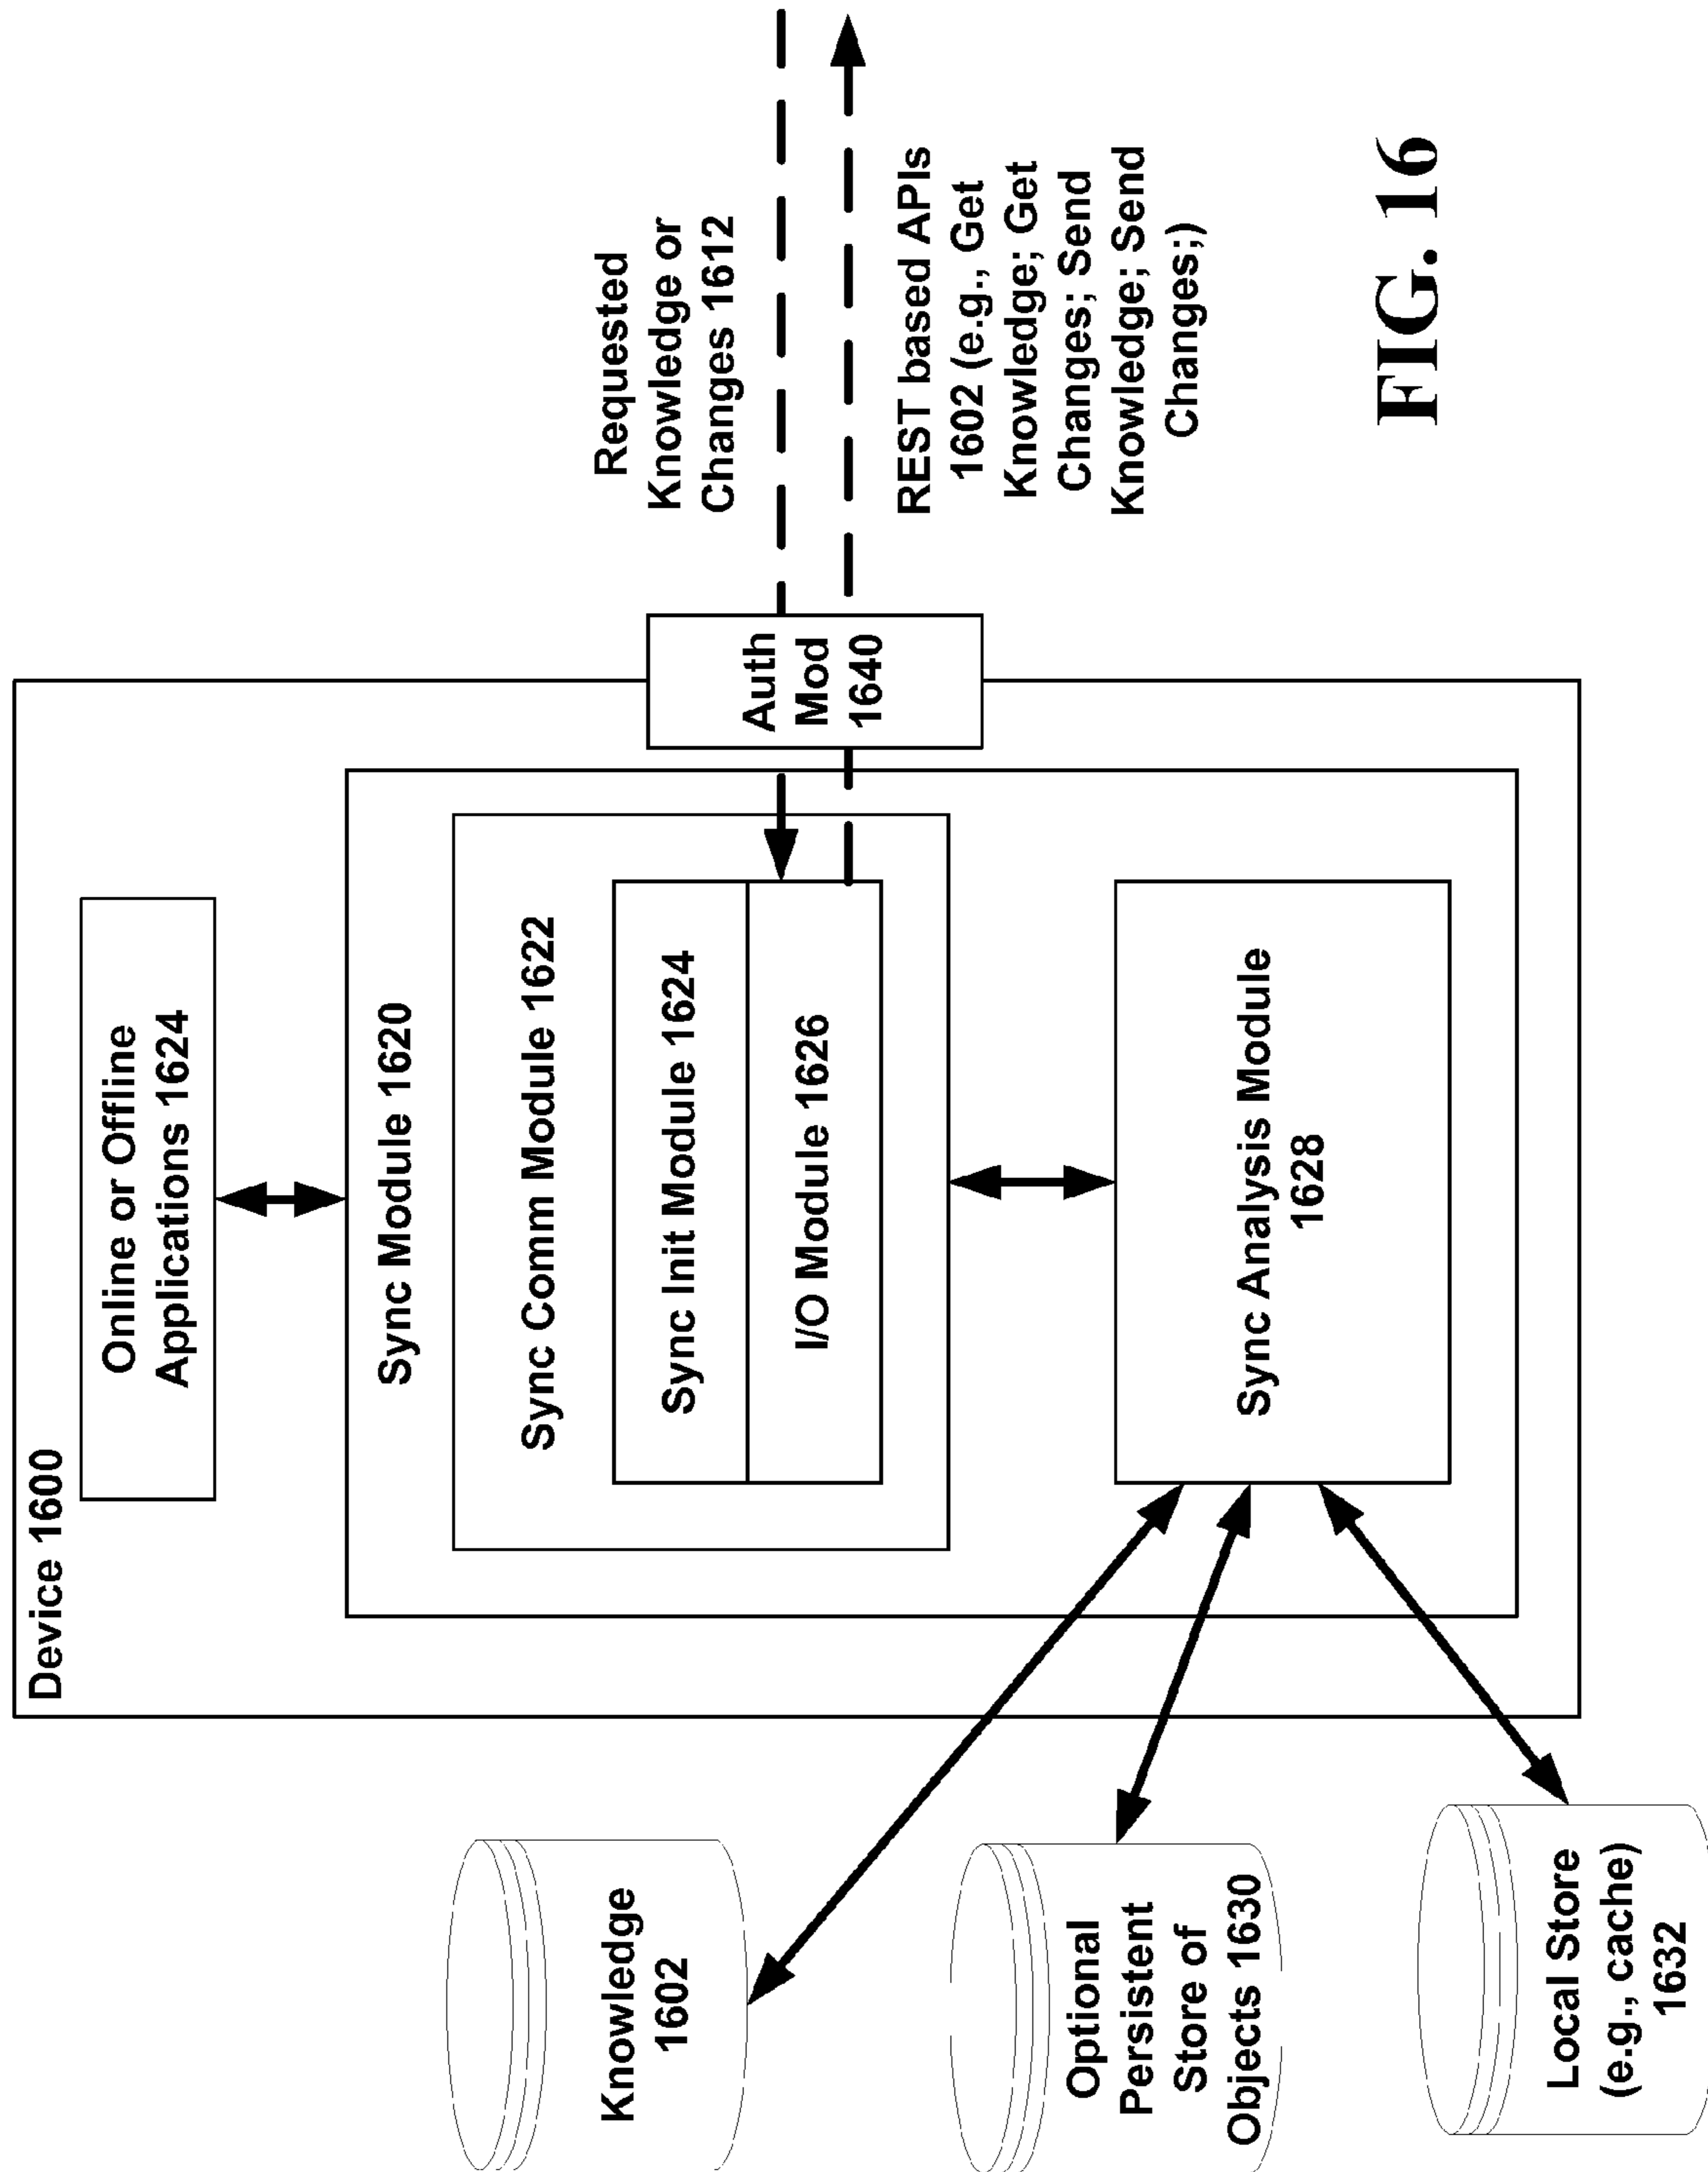 Device 1600
Online or Offline
Applications 1624
Sync Module 1620
Sync Comm Module 1622
Sync Init Module 1624
I/O Module 1626
Sync Analysis Module
1628
Auth
Mod
1640
Requested
Knowledge or
Changes 1612
REST based APIs
1602 (e.g., Get
Knowledge; Get
Changes; Send
Knowledge; Send
Changes;)
Knowledge
1602
Optional
Persistent
Store of
Objects 1630
Local Store
(e.g., cache)
1632
FIG. 16